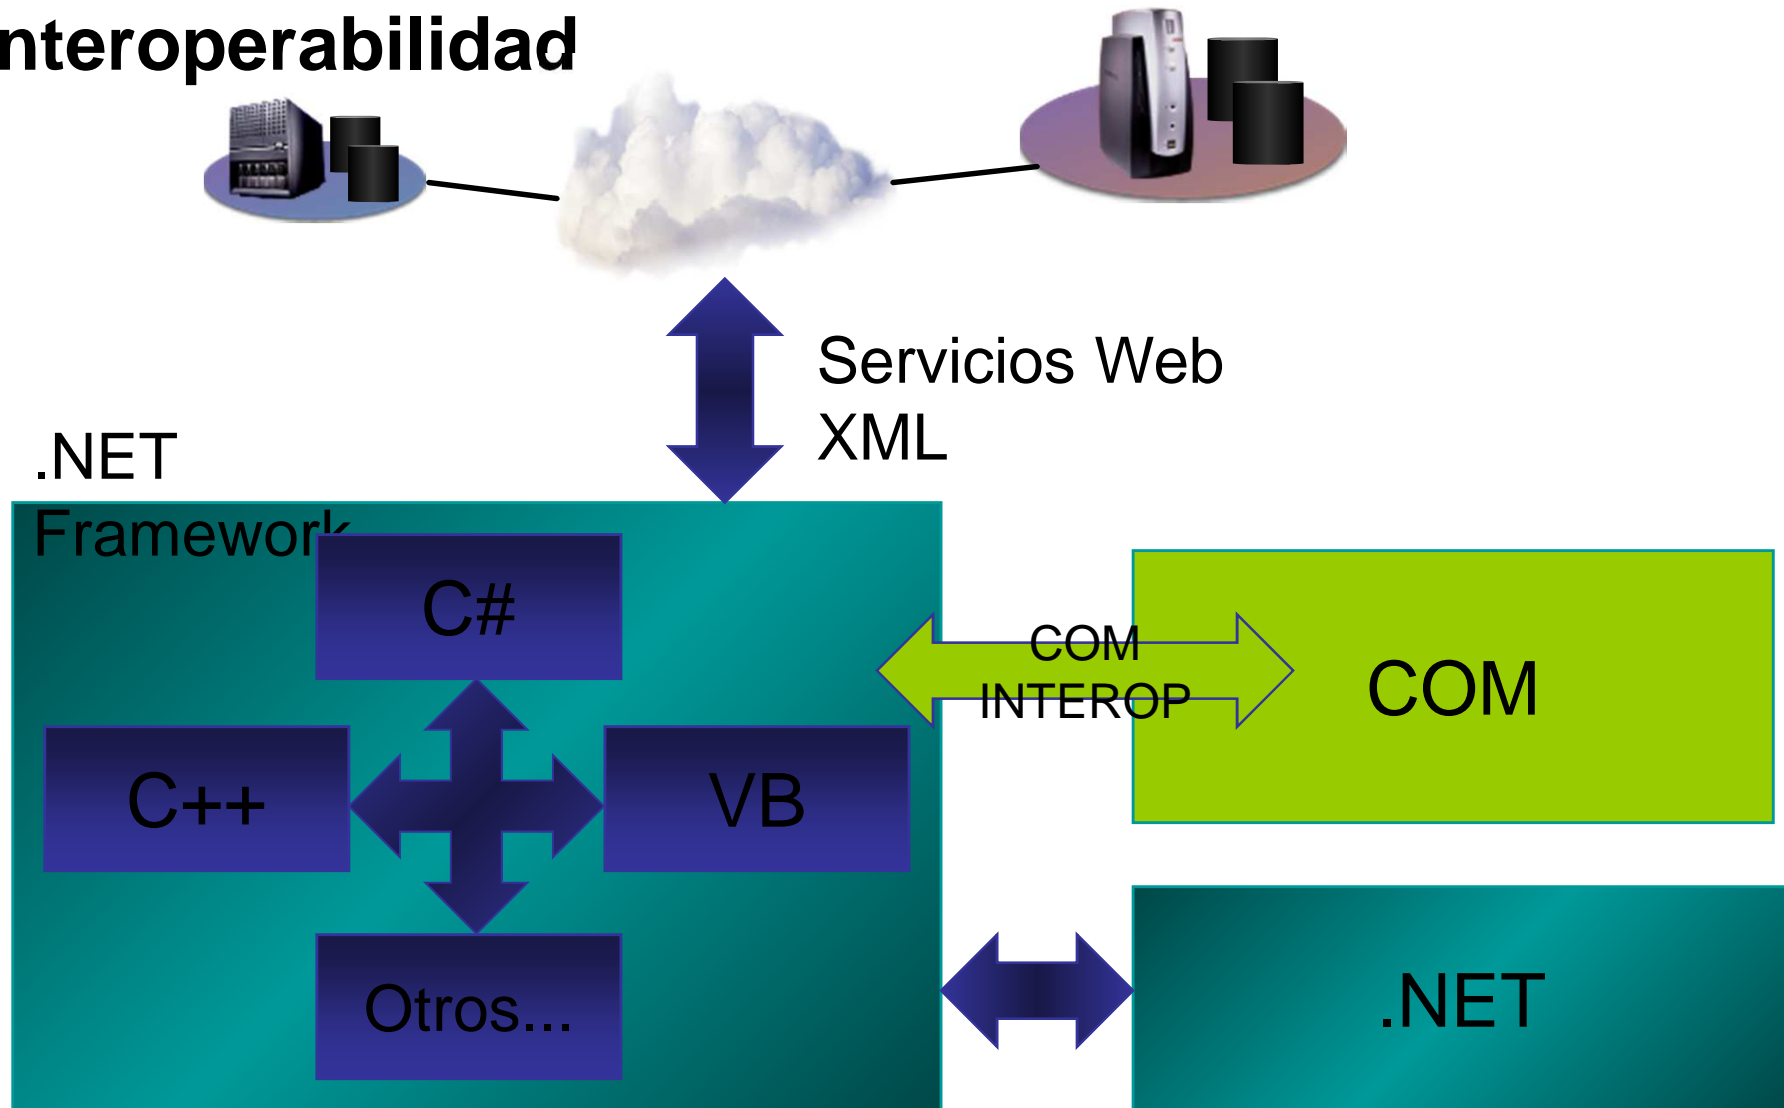 nteroperabilidad
Servicios Web
XML
.NET
Framework
C#
COM
INTEROP
COM
C++
VB
Otros...
.NET